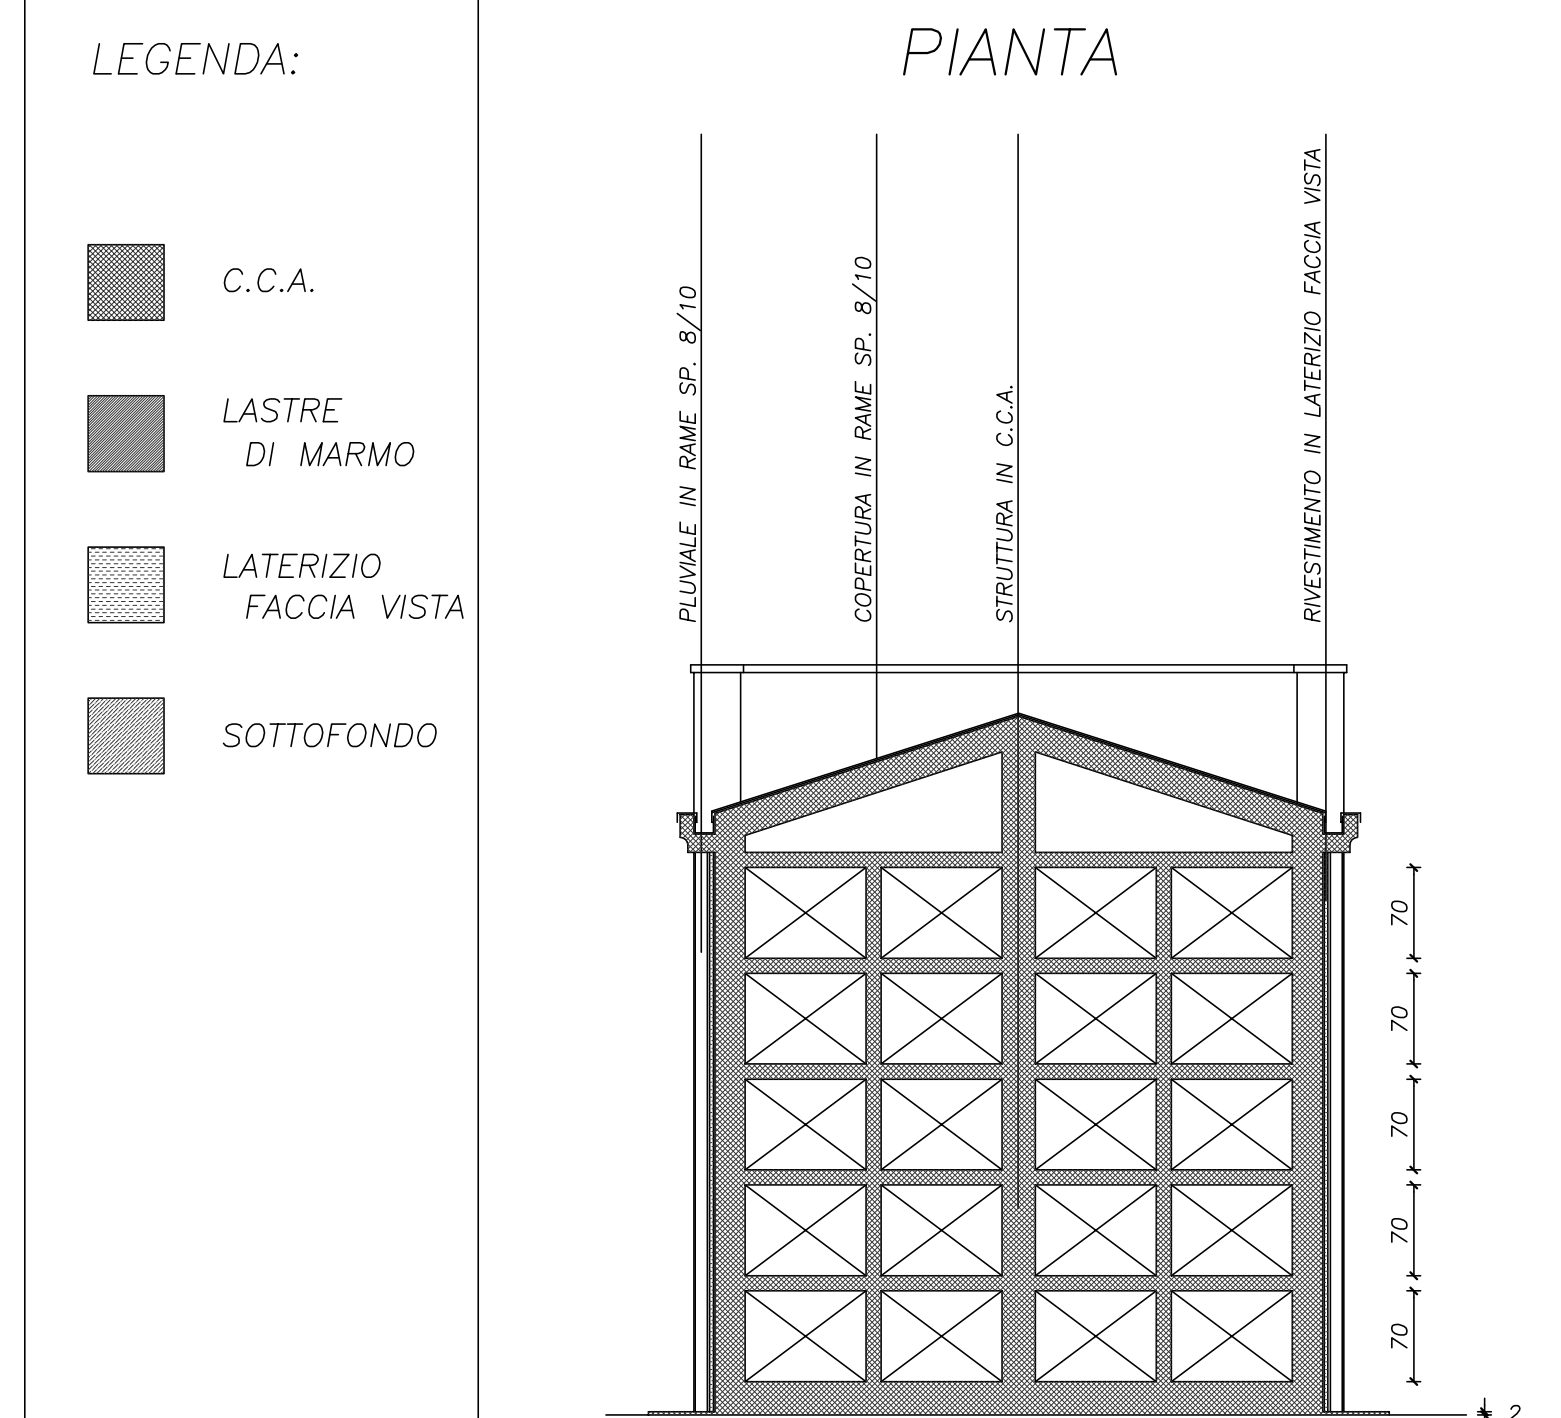 LEGENDA:
C.C.A.
LASTRE
DI MARMO
LATERIZIO
FACCIA VISTA
SOTTOFONDO
PIANTA
PLUVIALE IN RAME SP. 8/10
COPERTURA IN RAME SP. 8/10
STRUTTURA IN C.C.A.
RIVESTIMENTO IN LATERIZIO FACCIA VISTA
70
70
70
70
70
2